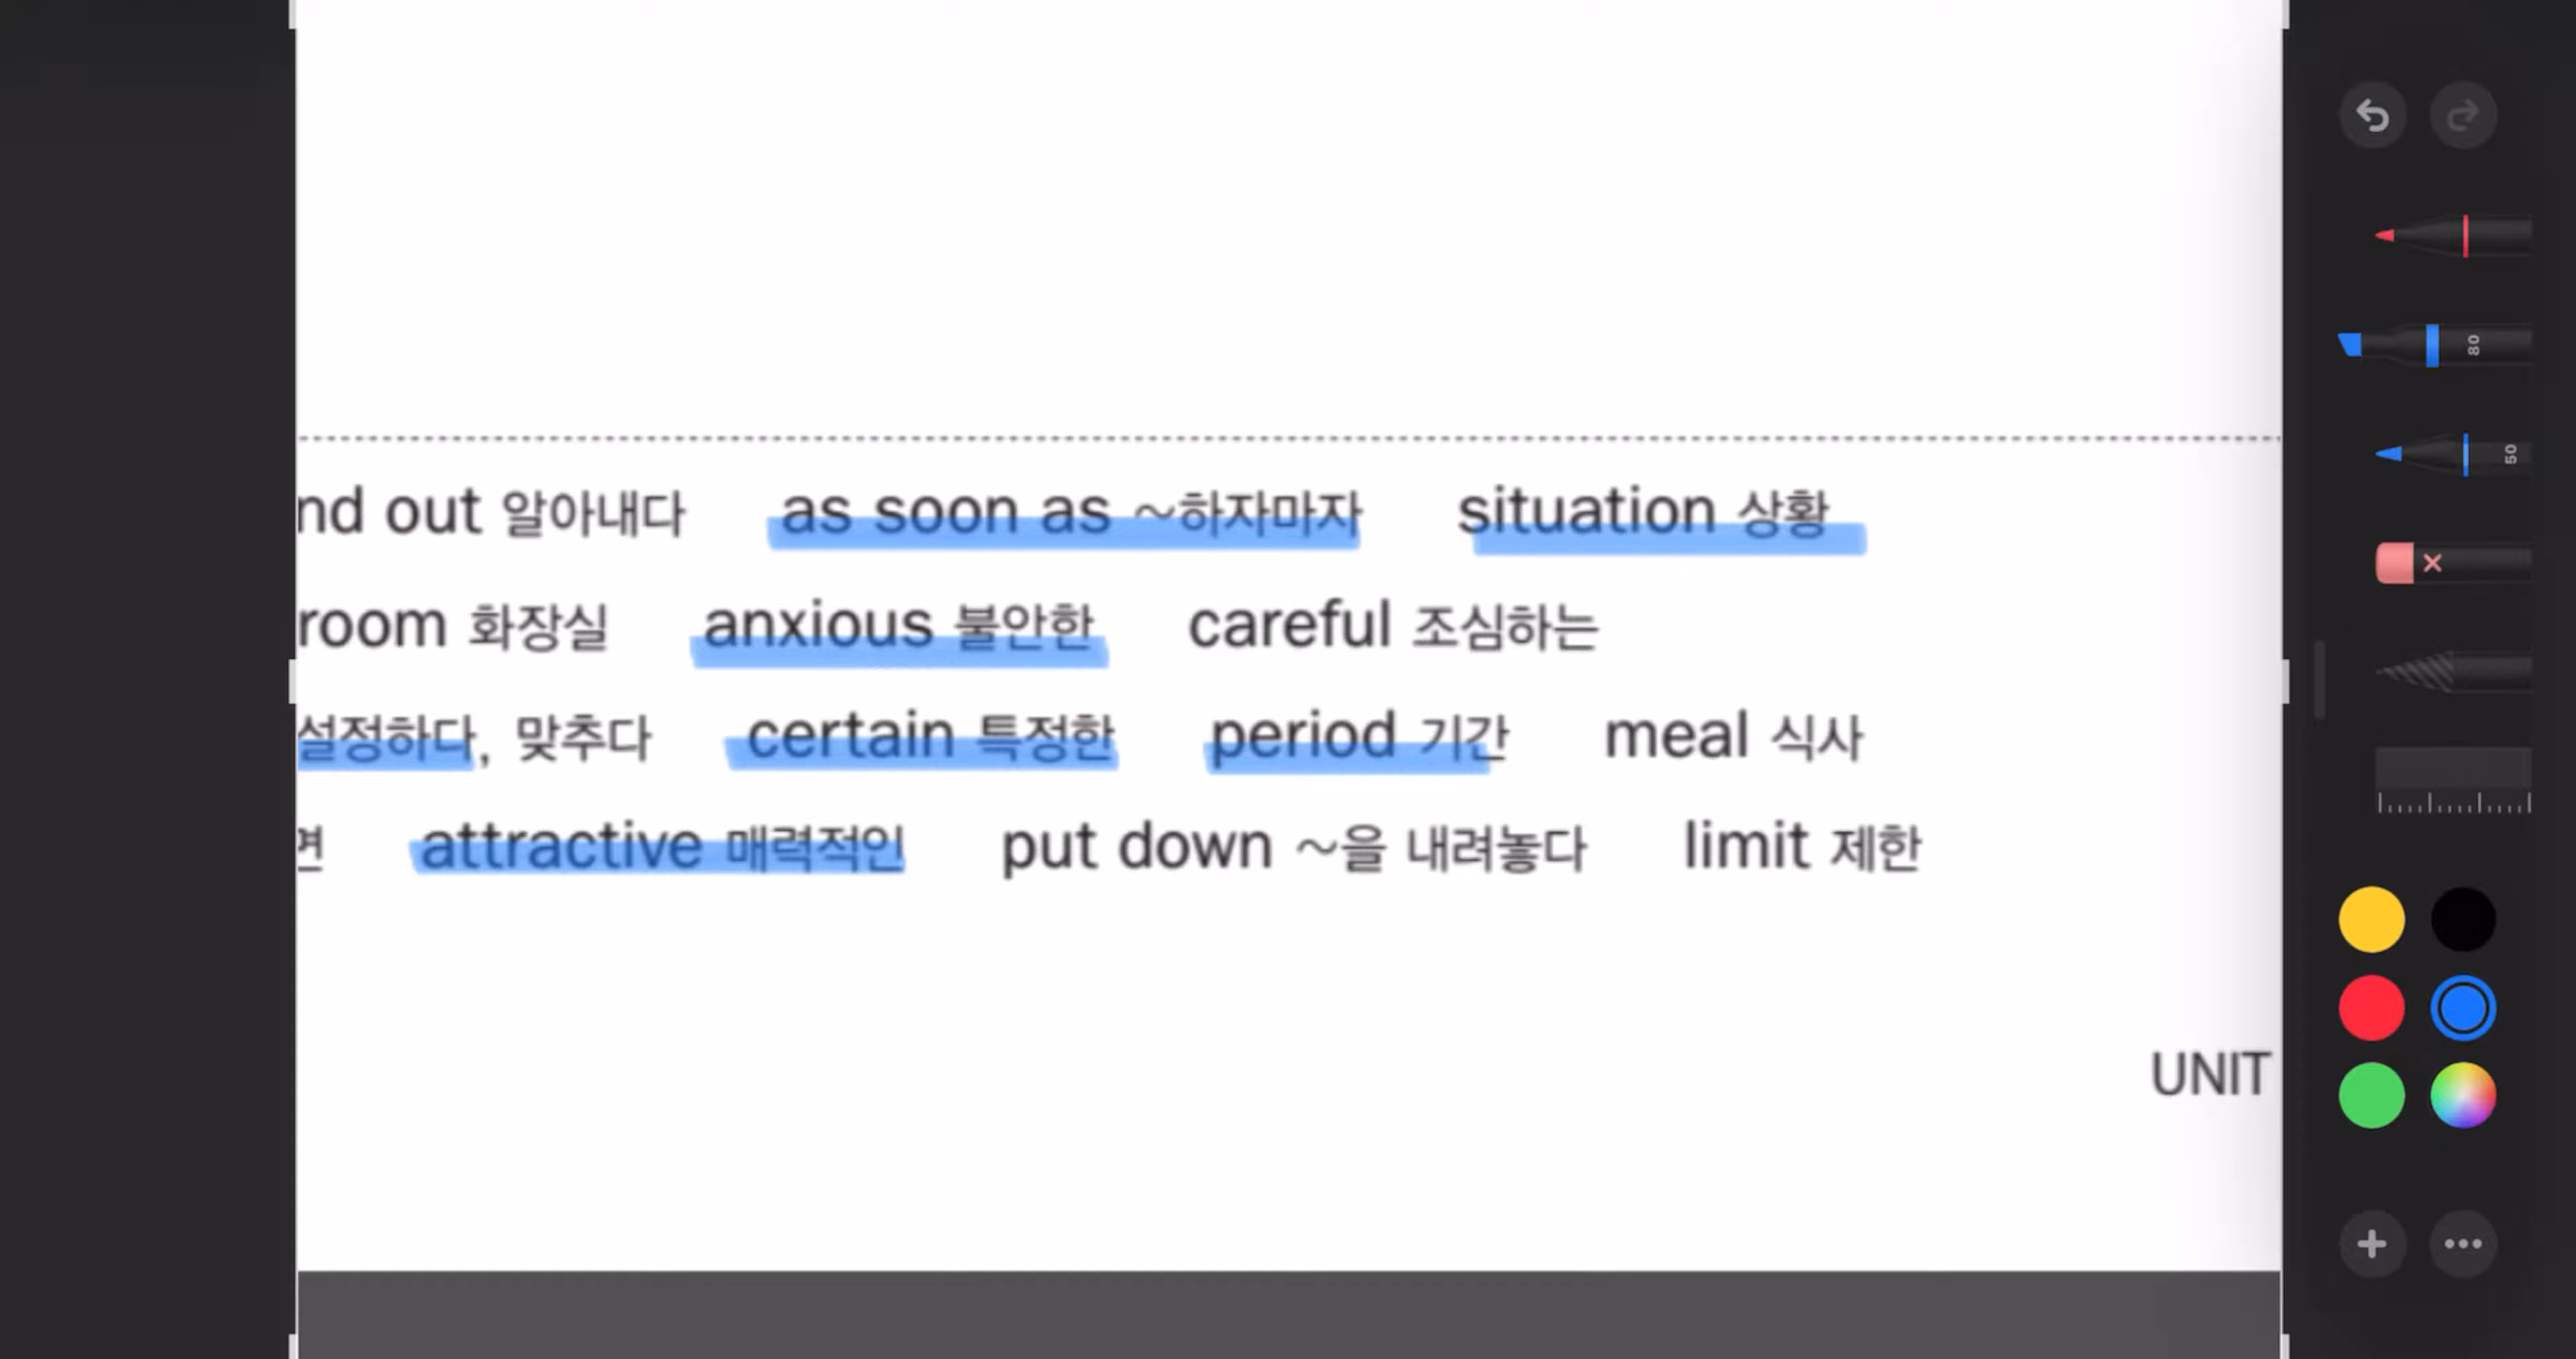 nd out 알아내다 as soon as ~하자마자 situation 상황
room 화장실 anxious 불안한 careful 조심하는
설정하다, 맞추다 certain 특정한 period 기간 meal 식사
attractive 매력적인 put down ~을 내려놓다 limit 제한
UNIT
80
50